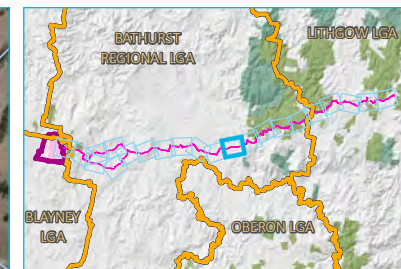 BATHURST
REGIONAL LGA
LITHGOW LGA
BLAYNEY
LGA
OBERON LGA